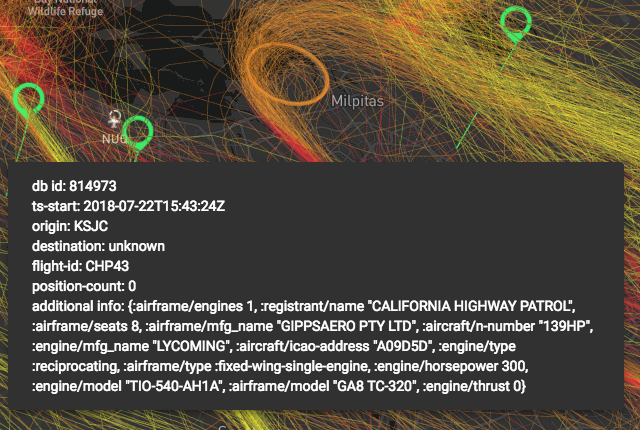 Bay National
Wildlife Refuge
Milpitas
NUQ
db id: 814973
ts-start: 2018-07-22T15:43:24Z
origin: KSJC
destination: unknown
flight-id: CHP43
position-count: 0
additional info: {:airframe/engines 1, :registrant/name "CALIFORNIA HIGHWAY PATROL",
:airframe/seats 8, :airframe/mfg_name "GIPPSAERO PTY LTD", :aircraft/n-number "139HP",
:engine/mfg_name "LYCOMING", :aircraft/icao-address "A09D5D", :engine/type
:reciprocating, :airframe/type :fixed-wing-single-engine, :engine/horsepower 300,
:engine/model "TIO-540-AH1A", :airframe/model "GA8 TC-320", :engine/thrust 0}